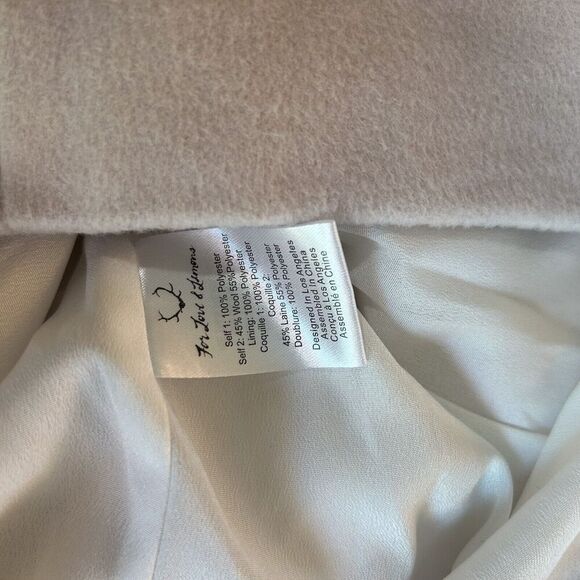 For Love & Lemons
Self 1: 100% Polyester
Self 2: 45% Wool 55% Polyester
Lining: 100% Polyester
Coquille 1: 100% Polyester
Coquille 2:
45% Laine 55% Polyester
Doublure: 100% Polyester
Designed In Los Angeles
Assembled In China
Conçu à Los Angeles
Assemblé en Chine